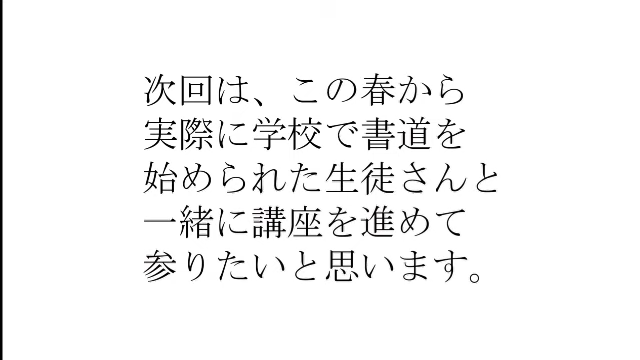 次回は、この春から
実際に学校で書道を
始められた生徒さんと
一緒に講座を進めて
参りたいと思います。